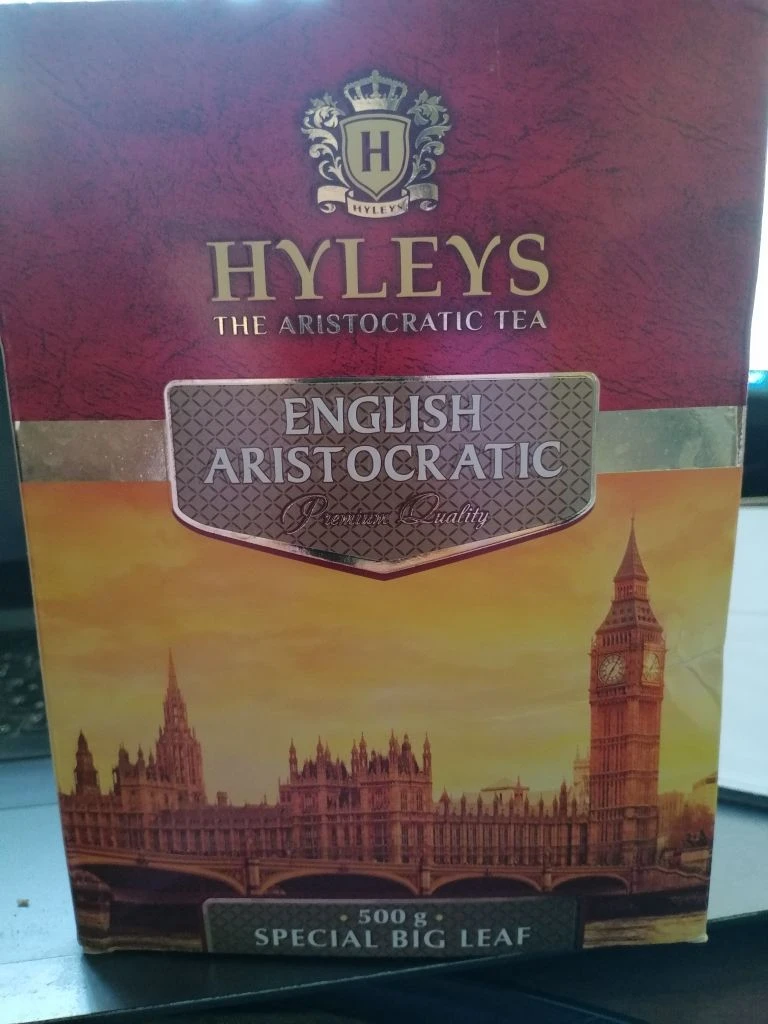 H
HYLEYS
HYLEYS
THE ARISTOCRATIC TEA
ENGLISH
ARISTOCRATIC
Premium Quality
• 500 g •
SPECIAL BIG LEAF